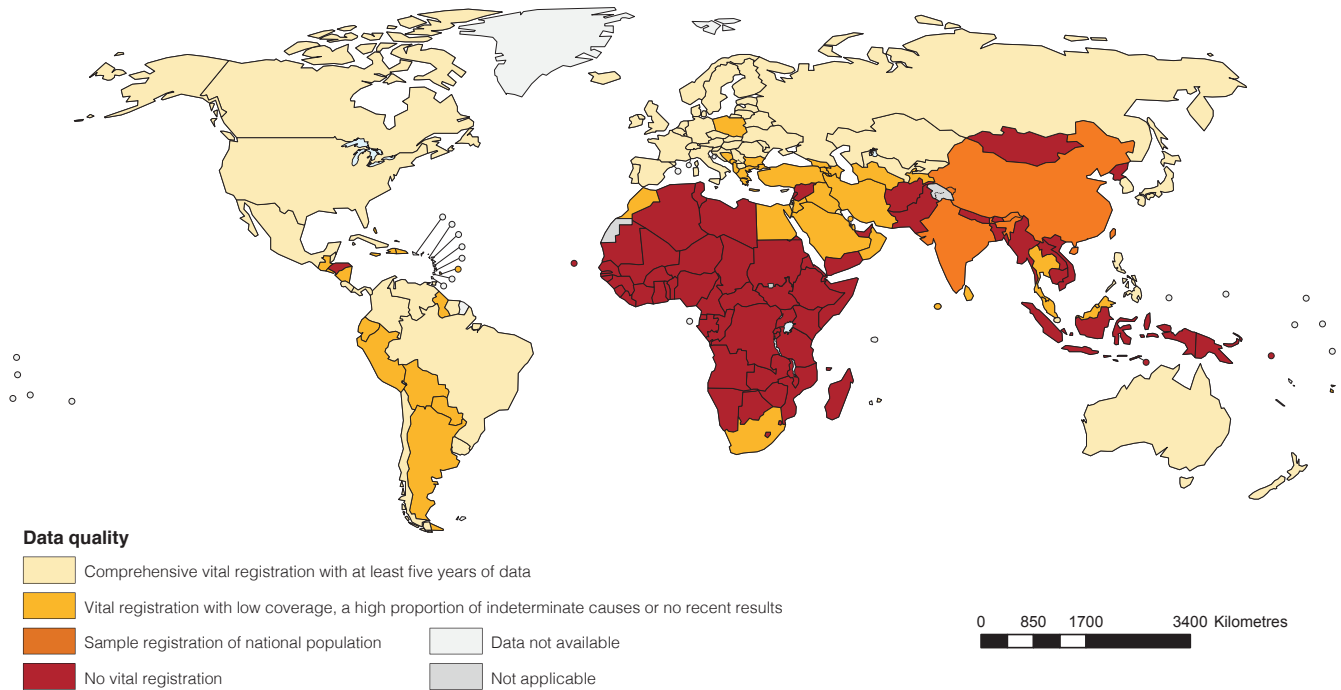 Data quality
Comprehensive vital registration with at least five years of data
Vital registration with low coverage, a high proportion of indeterminate causes or no recent results
Sample registration of national population
Data not available
No vital registration
Not applicable
0 850 1700 3400 Kilometres